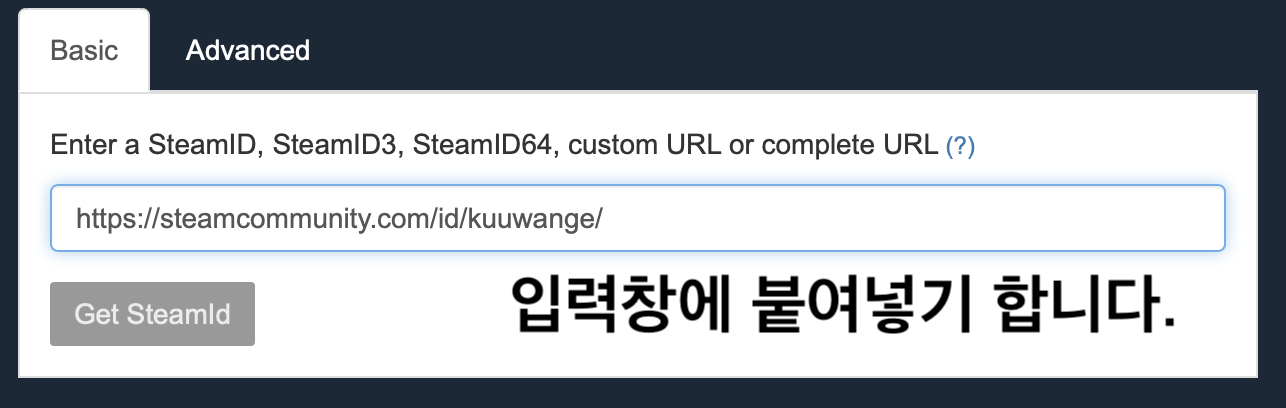 Basic Advanced
Enter a SteamID, SteamID3, SteamID64, custom URL or complete URL (?)
https://steamcommunity.com/id/kuuwange/
입력창에 붙여넣기 합니다.
Get SteamId